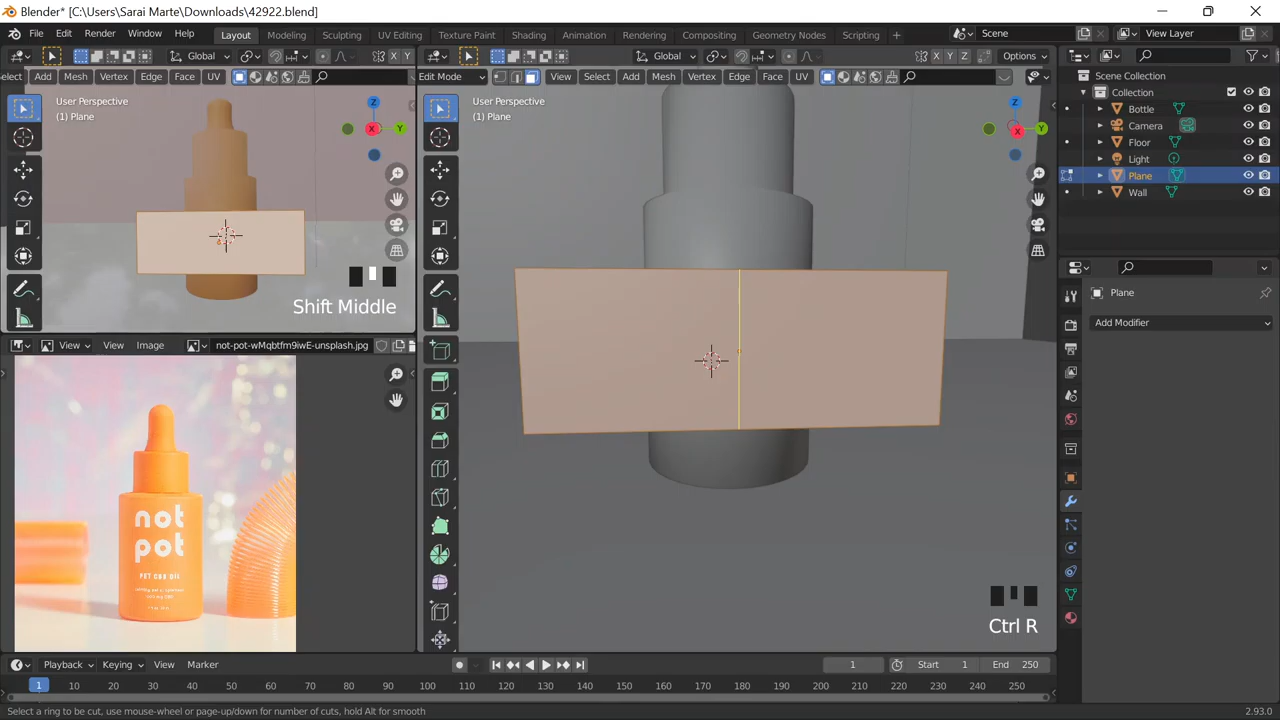 Blender* [C:\Users\Sarai Marte\Downloads\42922.blend]
File Edit Render Window Help Layout Modeling Sculpting UV Editing Texture Paint Shading Animation Rendering Compositing Geometry Nodes Scripting Scene View Layer
Global Global Options
elect Add Mesh Vertex Edge Face UV
Edit Mode View Select Add Mesh Vertex Edge Face UV
Scene Collection
Collection
Bottle
Camera
Floor
Light
Plane
Wall
User Perspective
(1) Plane
User Perspective
(1) Plane
Shift Middle
Plane
Add Modifier
View View Image not-pot-wMqbtfm9iwE-unsplash.jpg
not
pot
PET CBD OIL
Ctrl R
Playback Keying View Marker 1 Start 1 End 250
1 10 20 30 40 50 60 70 80 90 100 110 120 130 140 150 160 170 180 190 200 210 220 230 240 250
Select a ring to be cut, use mouse-wheel or page-up/down for number of cuts, hold Alt for smooth
2.93.0